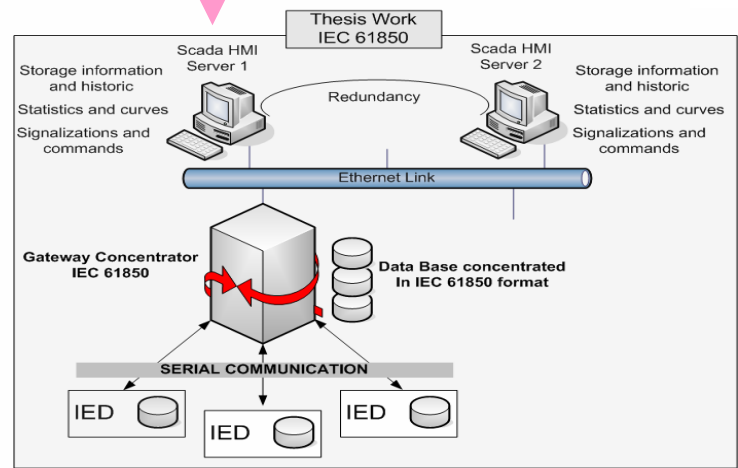 Thesis Work
IEC 61850
Scada HMI
Server 1
Scada HMI
Server 2
Storage information
and historic
Statistics and curves
Signalizations and
commands
Redundancy
Storage information
and historic
Statistics and curves
Signalizations and
commands
Ethernet Link
Gateway Concentrator
IEC 61850
Data Base concentrated
In IEC 61850 format
SERIAL COMMUNICATION
IED
IED
IED